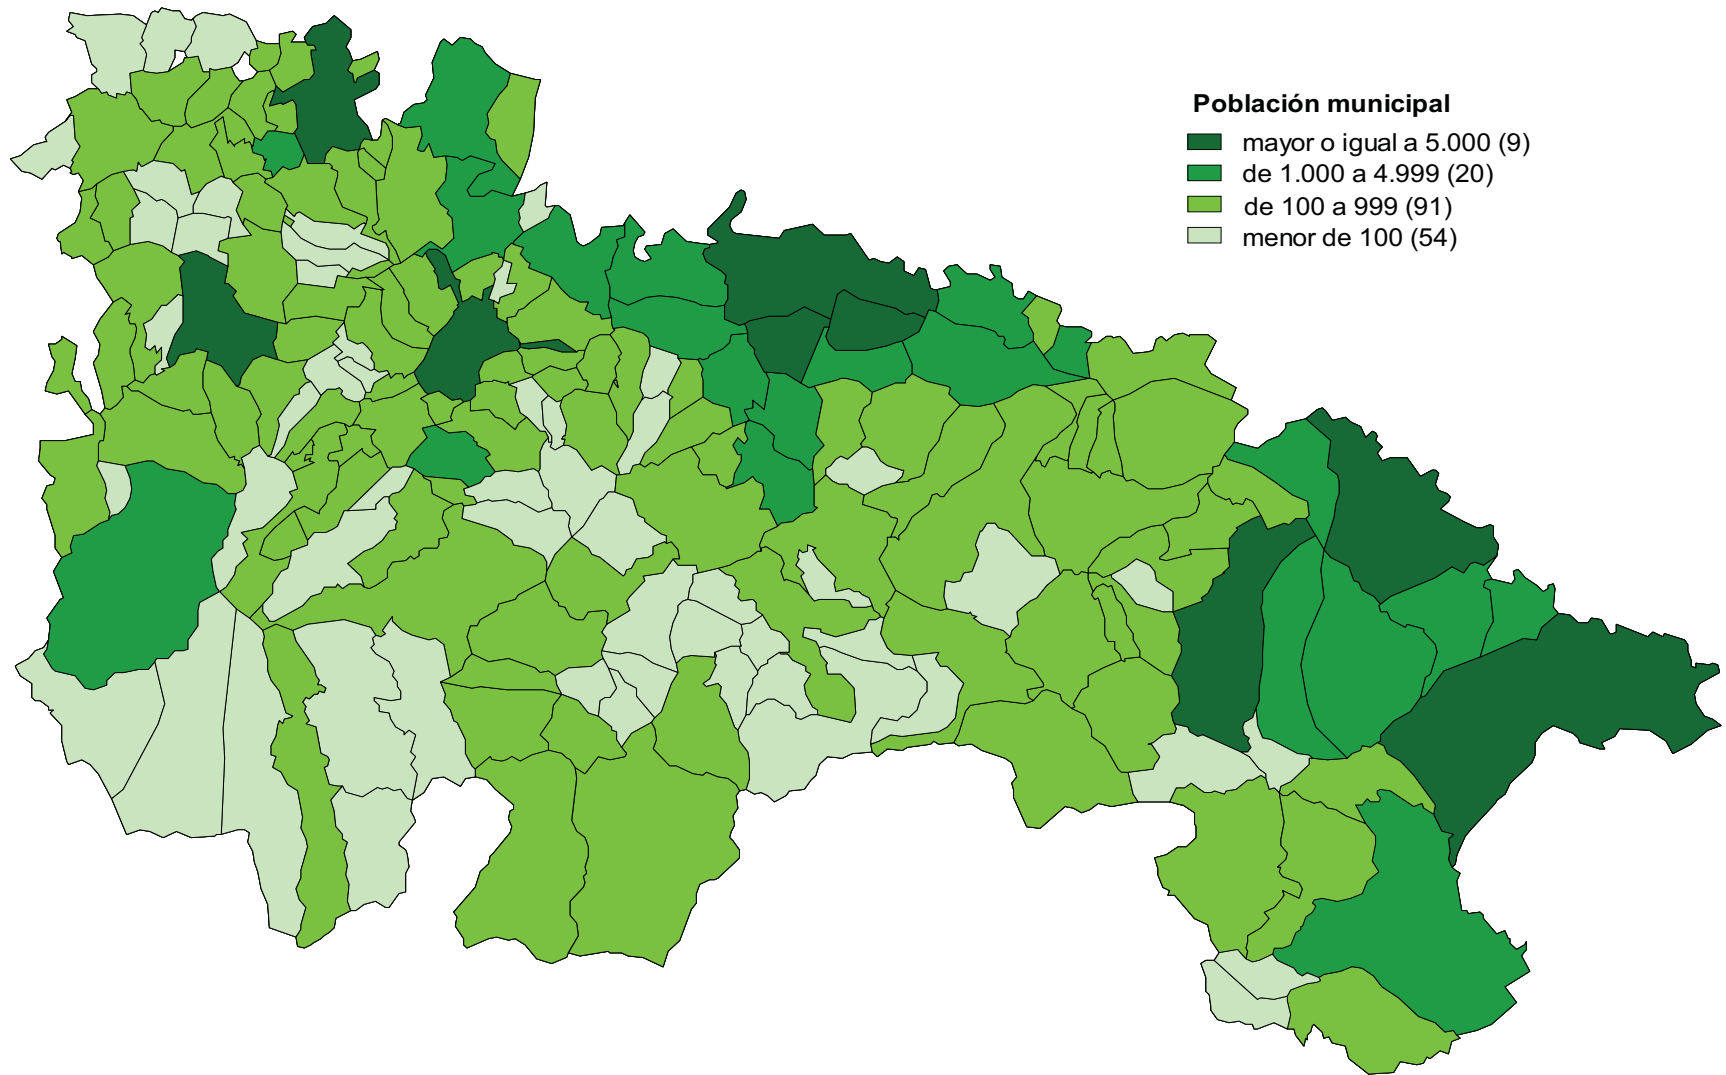 Población municipal
mayor o igual a 5.000 (9)
de 1.000 a 4.999 (20)
de 100 a 999 (91)
menor de 100 (54)